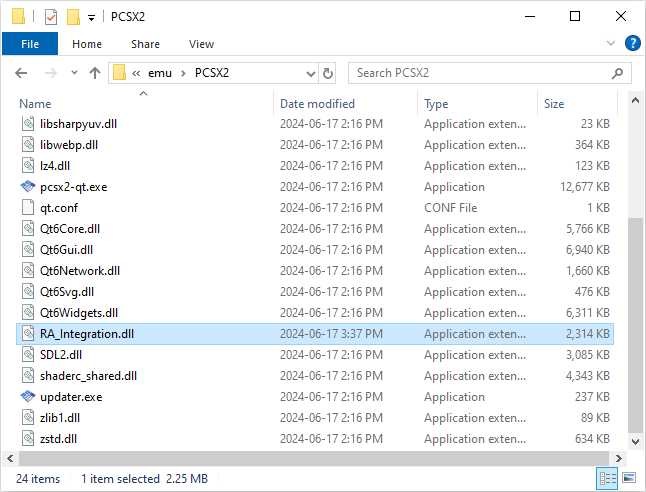 PCSX2
File Home Share View
« emu › PCSX2 Search PCSX2
Name Date modified Type Size
libsharpyuv.dll 2024-06-17 2:16 PM Application exten... 23 KB
libwebp.dll 2024-06-17 2:16 PM Application exten... 364 KB
lz4.dll 2024-06-17 2:16 PM Application exten... 123 KB
pcsx2-qt.exe 2024-06-17 2:16 PM Application 12,677 KB
qt.conf 2024-06-17 2:16 PM CONF File 1 KB
Qt6Core.dll 2024-06-17 2:16 PM Application exten... 5,766 KB
Qt6Gui.dll 2024-06-17 2:16 PM Application exten... 6,940 KB
Qt6Network.dll 2024-06-17 2:16 PM Application exten... 1,660 KB
Qt6Svg.dll 2024-06-17 2:16 PM Application exten... 476 KB
Qt6Widgets.dll 2024-06-17 2:16 PM Application exten... 6,311 KB
RA_Integration.dll 2024-06-17 3:37 PM Application exten... 2,314 KB
SDL2.dll 2024-06-17 2:16 PM Application exten... 3,085 KB
shaderc_shared.dll 2024-06-17 2:16 PM Application exten... 4,343 KB
updater.exe 2024-06-17 2:16 PM Application 237 KB
zlib1.dll 2024-06-17 2:16 PM Application exten... 89 KB
zstd.dll 2024-06-17 2:16 PM Application exten... 634 KB
24 items 1 item selected 2.25 MB